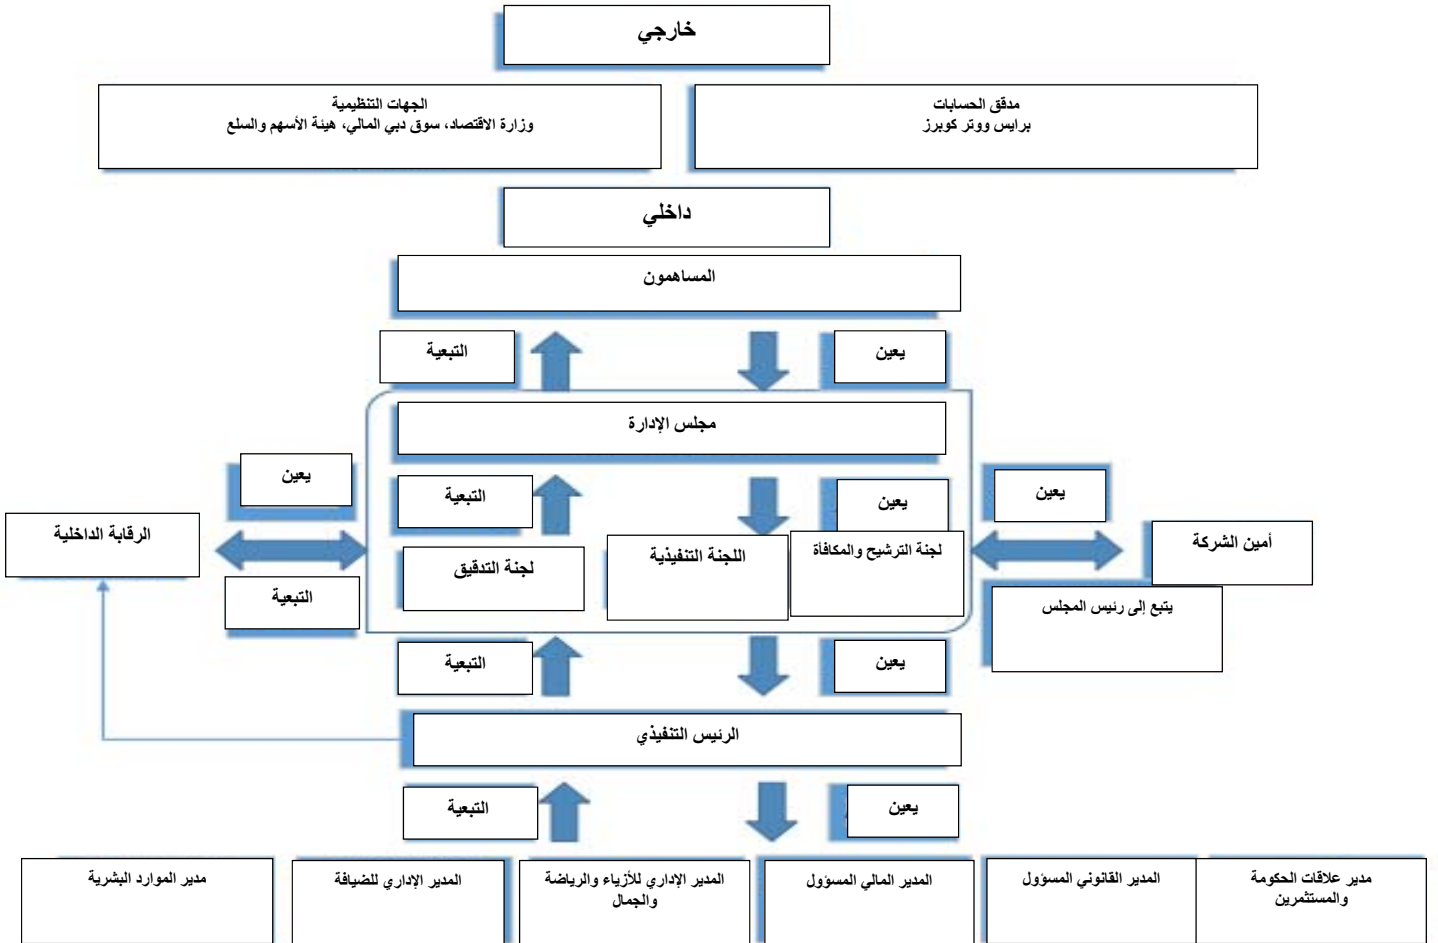 خارجي
مدقق الحسابات
برايس ووتر كوبرز
الجهات التنظيمية
وزارة الاقتصاد، سوق دبي المالي، هيئة الأسهم والسلع
داخلي
المساهمون
يعين
التبعية
مجلس الإدارة
يعين
يعين
التبعية
يعين
أمين الشركة
يتبع إلى رئيس المجلس
لجنة الترشيح والمكافأة
اللجنة التنفيذية
لجنة التدقيق
الرقابة الداخلية
التبعية
يعين
التبعية
الرئيس التنفيذي
يعين
التبعية
مدير علاقات الحكومة
والمستثمرين
المدير القانوني المسؤول
المدير المالي المسؤول
المدير الإداري للأزياء والرياضة
والجمال
المدير الإداري للضيافة
مدير الموارد البشرية